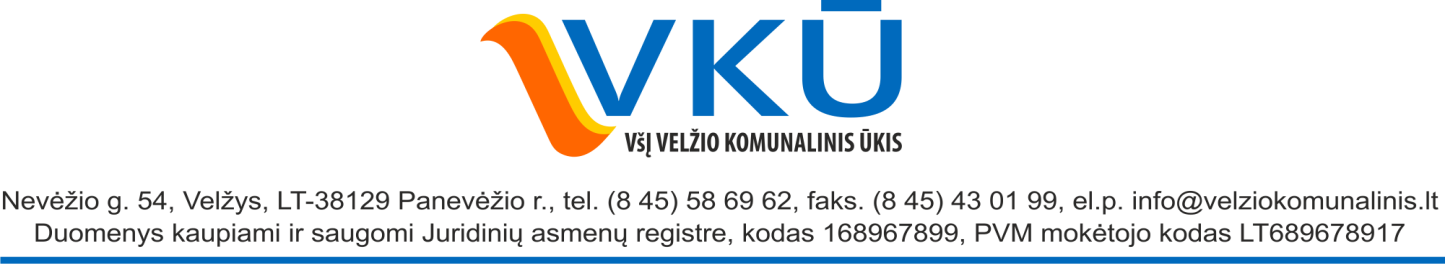 VKŪ
VšĮ VELŽIO KOMUNALINIS ŪKIS
Nevėžio g. 54, Velžys, LT-38129 Panevėžio r., tel. (8 45) 58 69 62, faks. (8 45) 43 01 99, el.p. info@velziokomunalinis.lt
Duomenys kaupiami ir saugomi Juridinių asmenų registre, kodas 168967899, PVM mokėtojo kodas LT689678917